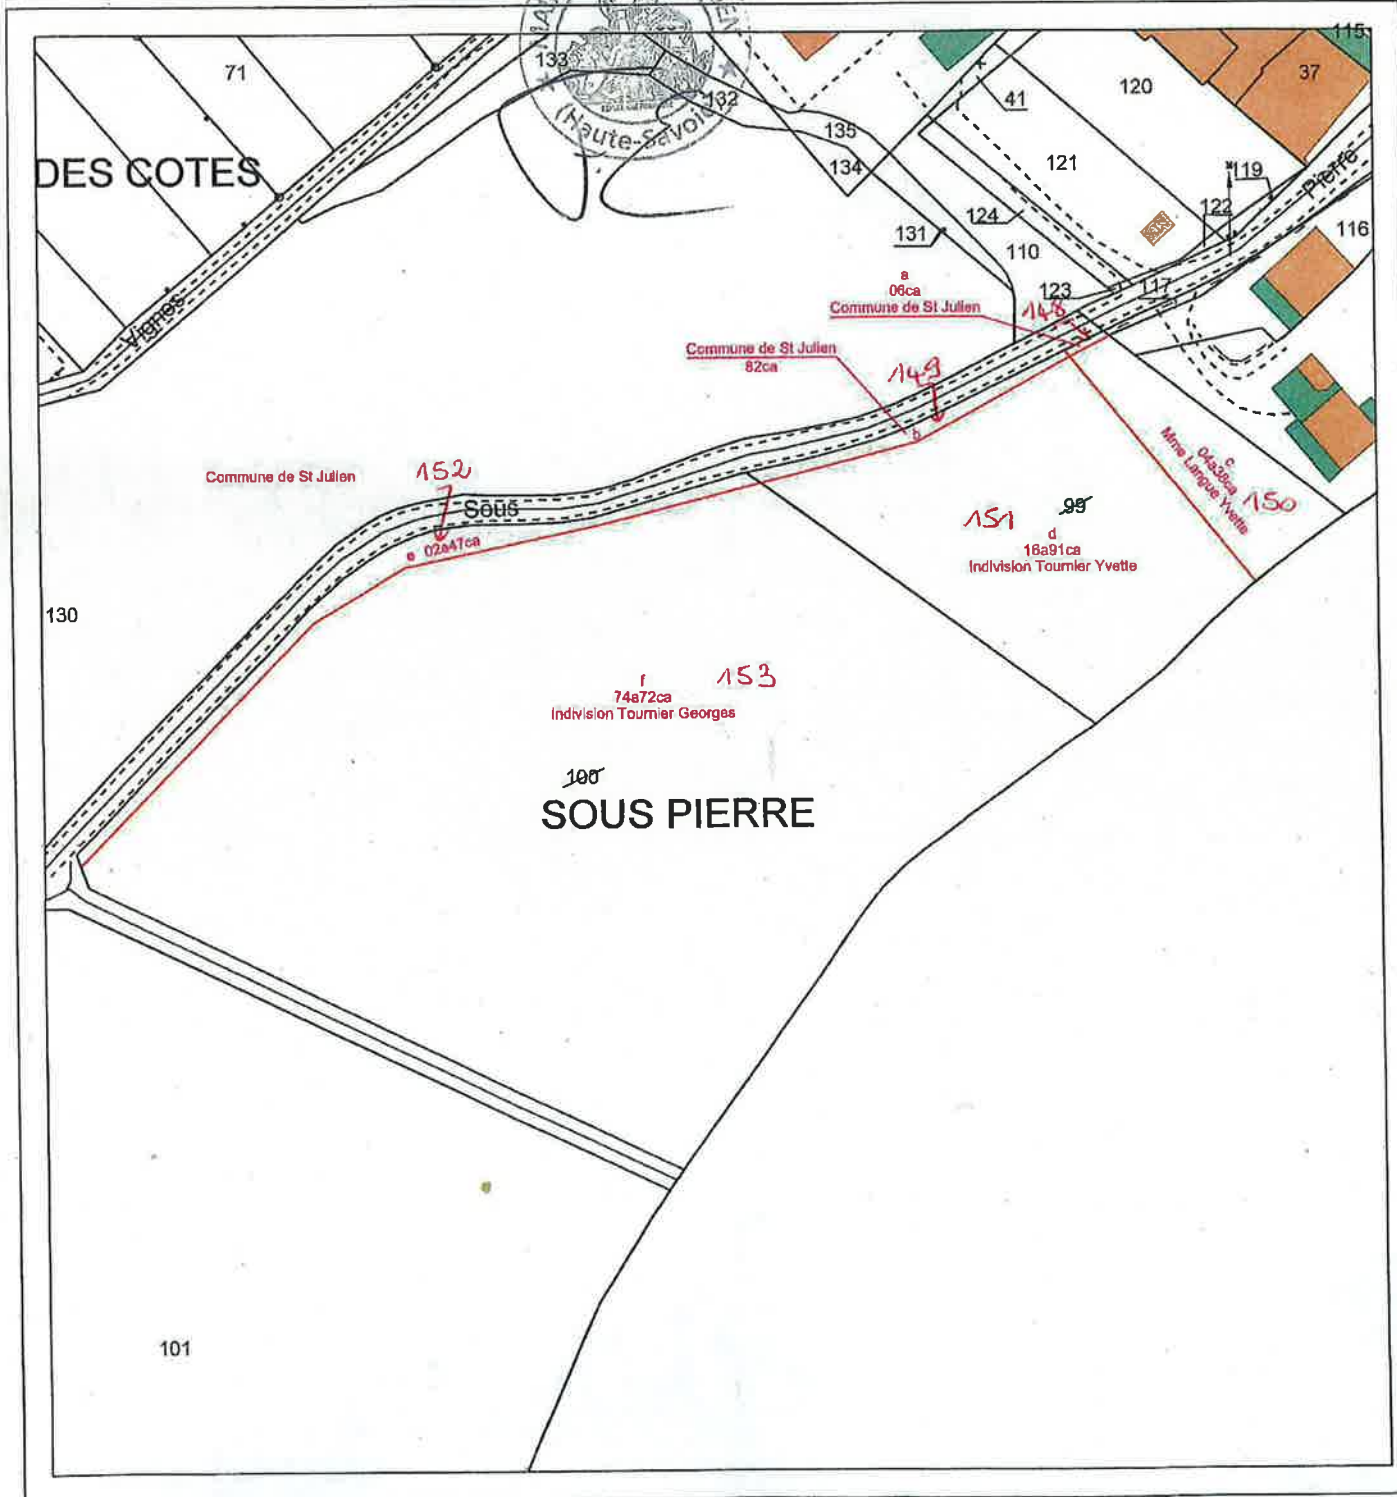 115
71
133
132
(Haute-Savoie)
135
134
41
120
37
121
119
Pierre
122
124
131
110
116
123
117
DES COTES
Vignes
a
06ca
Commune de St Julien
148
Commune de St Julien
82ca
149
b
Commune de St Julien
152
Sous
e 02a47ca
c
04a38ca
Mme Langue Yvette
150
151
99
d
16a91ca
Indivision Tournier Yvette
130
f
74a72ca
Indivision Tournier Georges
153
100
SOUS PIERRE
101